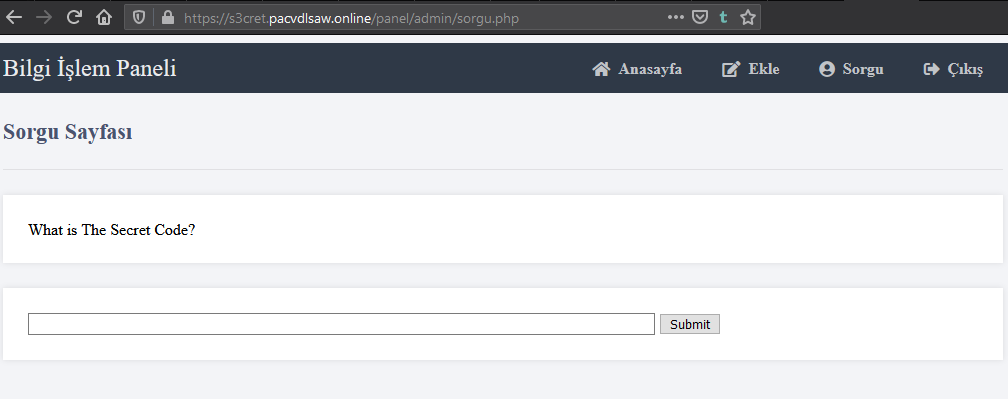 https://s3cret.pacvdlsaw.online/panel/admin/sorgu.php
Bilgi İşlem Paneli Anasayfa Ekle Sorgu Çıkış
Sorgu Sayfası
What is The Secret Code?
Submit